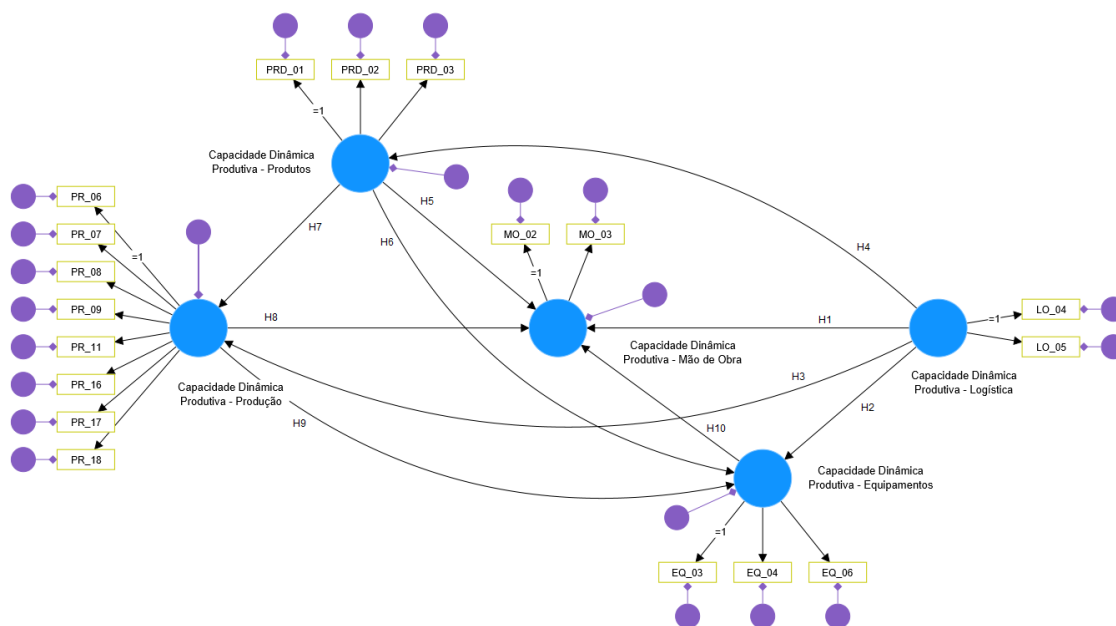 PRD_01
PRD_02
PRD_03
=1
Capacidade Dinâmica
Produtiva - Produtos
PR_06
PR_07
PR_08
PR_09
PR_11
PR_16
PR_17
PR_18
=1
H7
H5
H6
MO_02
MO_03
=1
H4
H8
H1
Capacidade Dinâmica
Produtiva - Mão de Obra
=1
LO_04
LO_05
Capacidade Dinâmica
Produtiva - Logística
Capacidade Dinâmica
Produtiva - Produção
H3
H2
H9
H10
Capacidade Dinâmica
Produtiva - Equipamentos
=1
EQ_03
EQ_04
EQ_06